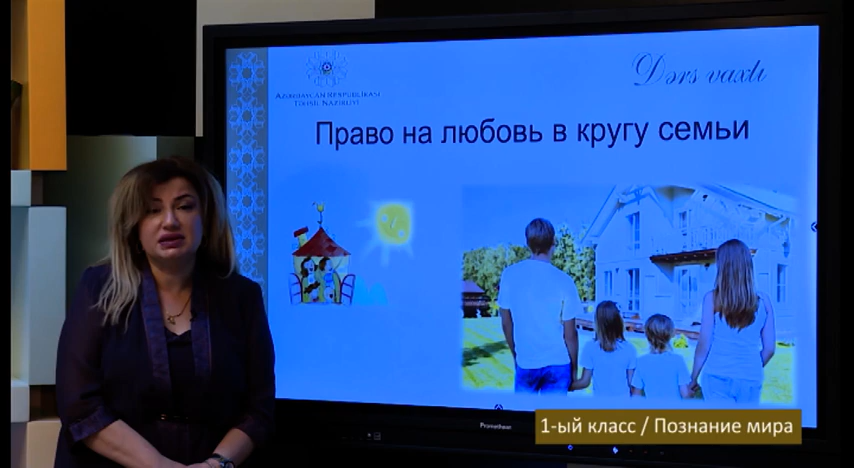 Dərs vaxtı
AZƏRBAYCAN RESPUBLİKASI
TƏHSİL NAZİRLİYİ
Право на любовь в кругу семьи
Promethean
1-ый класс / Познание мира